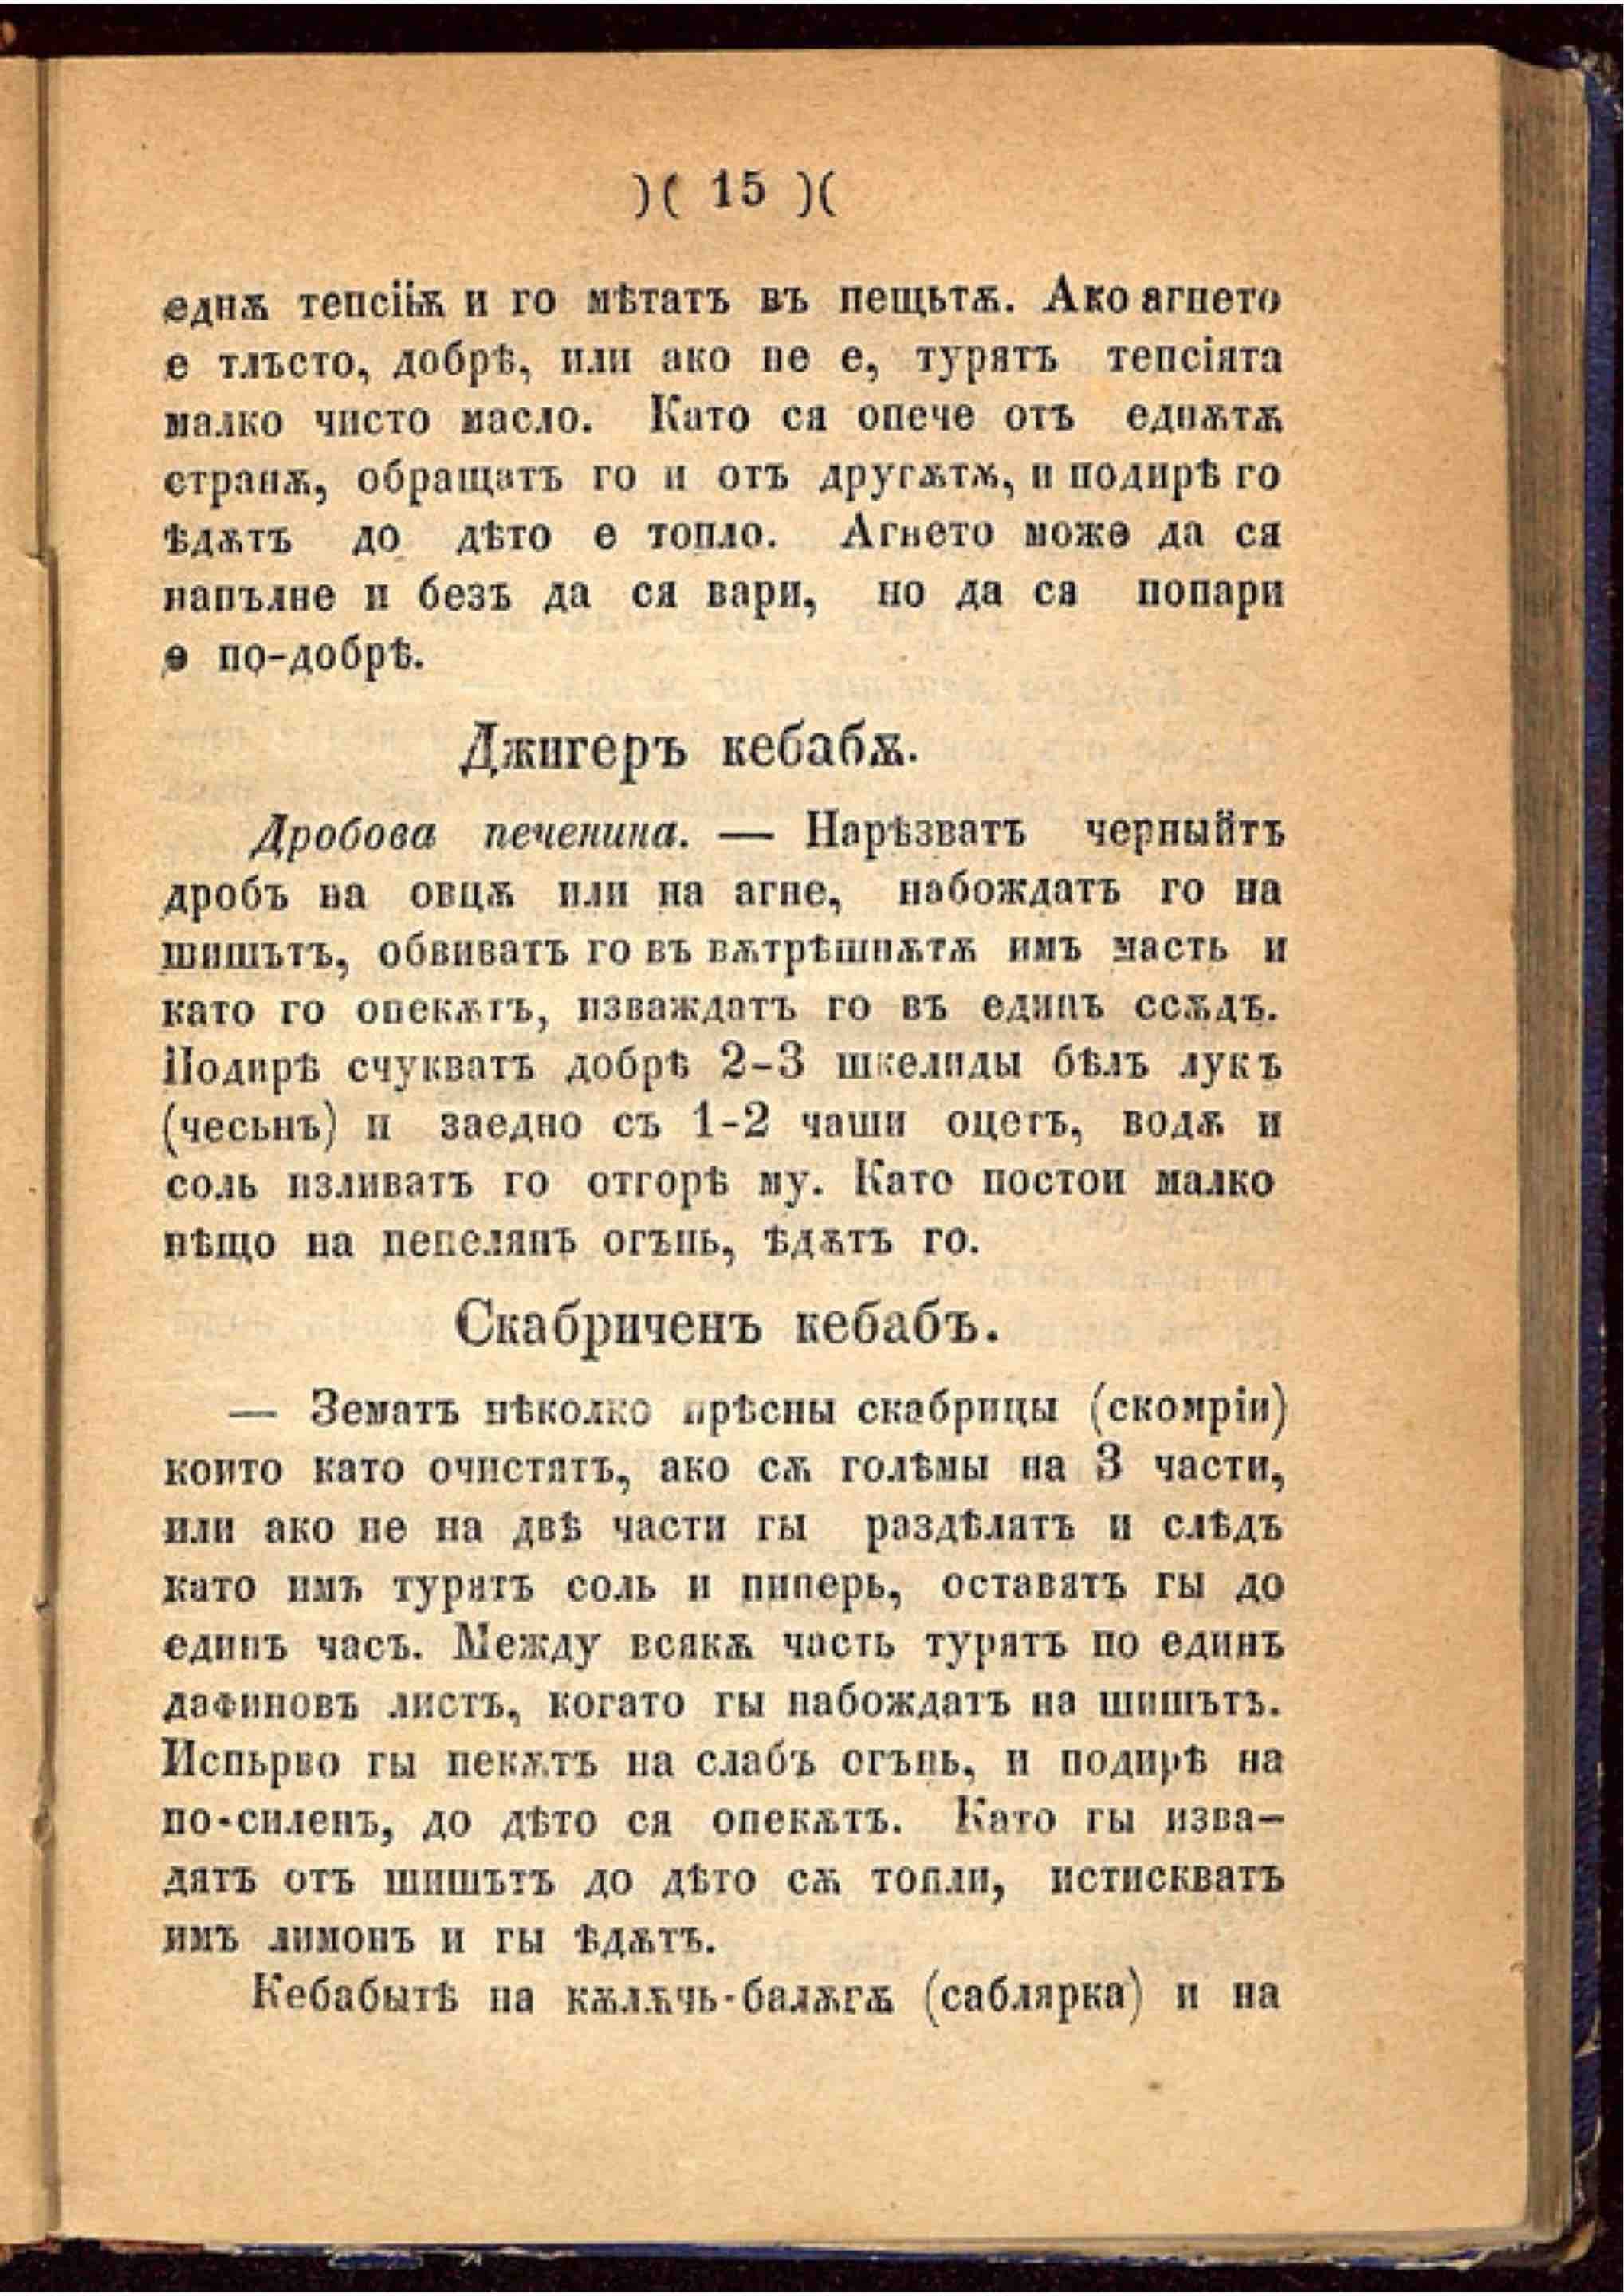 )( 15 )(
еднѫ тепсіѭ и го мѣтатъ въ пещьтѫ. Ако агнето
е тлъсто, добрѣ, или ако не е, турятъ тепсіята
малко чисто масло. Като ся опече отъ еднѫтѫ
странѫ, обращатъ го и отъ другѫтѫ, и подирѣ го
ѣдѫтъ до дѣто е топло. Агнето може да ся
напълне и безъ да ся вари, но да ся попари
е по-добрѣ.
Джигеръ кебабѫ.
Дробова печенина. — Нарѣзватъ черныйтъ
дробъ на овцѫ или на агне, набождатъ го на
шишътъ, обвиватъ го въ вѫтрѣшнѫтѫ имъ масть и
като го опекѫтъ, изваждатъ го въ единъ ссѫдъ.
Подирѣ счукватъ добрѣ 2-3 шкелиды бѣлъ лукъ
(чесьнъ) и заедно съ 1-2 чаши оцетъ, водѫ и
соль изливатъ го отгорѣ му. Като постои малко
нѣщо на пепелянъ огънь, ѣдѫтъ го.
Скабриченъ кебабъ.
— Зематъ нѣколко прѣсны скабрицы (скомріи)
които като очистятъ, ако сѫ голѣмы на 3 части,
или ако не на двѣ части гы раздѣлятъ и слѣдъ
като имъ турятъ соль и пиперь, оставятъ гы до
единъ часъ. Между всякѫ часть турятъ по единъ
дафиновъ листъ, когато гы набождатъ на шишътъ.
Испьрво гы пекѫтъ на слабъ огънь, и подирѣ на
по-силенъ, до дѣто ся опекѫтъ. Като гы изва-
дятъ отъ шишътъ до дѣто сѫ топли, истискватъ
имъ лимонъ и гы ѣдѫтъ.
Кебабытѣ на кѫлѫчь-балѫгѫ (саблярка) и на